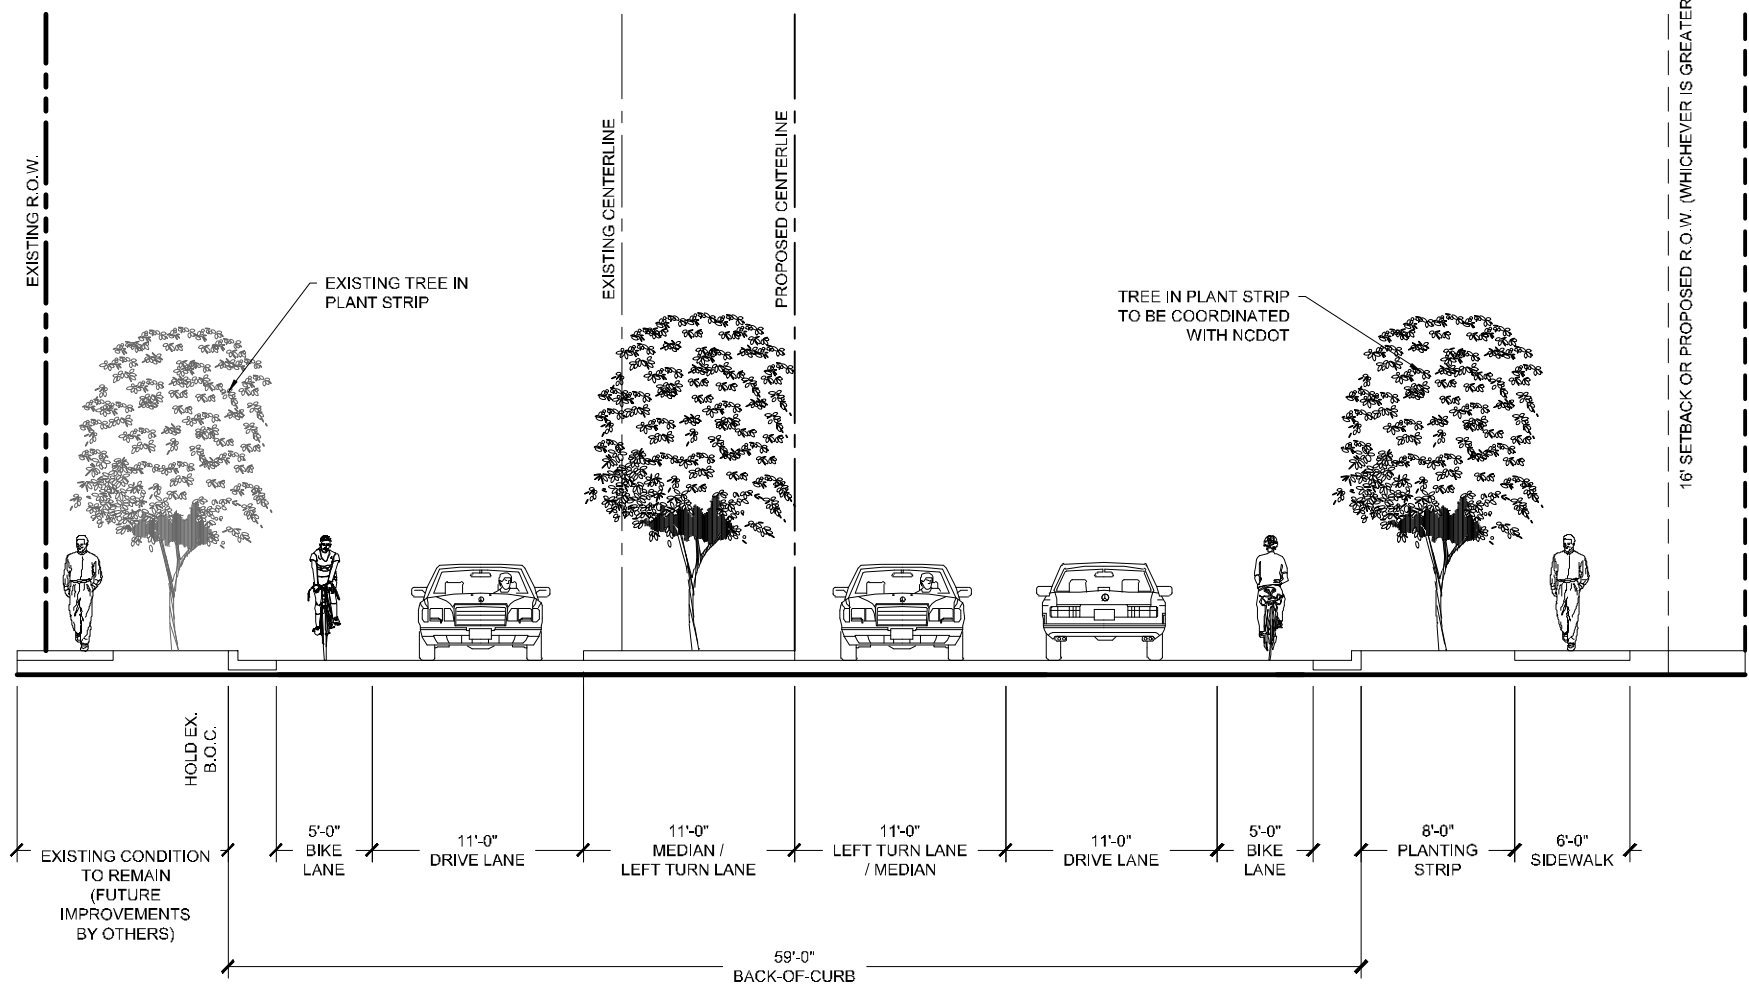 EXISTING R.O.W.
EXISTING CENTERLINE
PROPOSED CENTERLINE
16' SETBACK OR PROPOSED R.O.W. (WHICHEVER IS GREATER
EXISTING TREE IN
PLANT STRIP
TREE IN PLANT STRIP
TO BE COORDINATED
WITH NCDOT
HOLD EX.
B.O.C.
EXISTING CONDITION
TO REMAIN
(FUTURE
IMPROVEMENTS
BY OTHERS)
5'-0"
BIKE
LANE
11'-0"
DRIVE LANE
11'-0"
MEDIAN /
LEFT TURN LANE
11'-0"
LEFT TURN LANE
/ MEDIAN
11'-0"
DRIVE LANE
5'-0"
BIKE
LANE
8'-0"
PLANTING
STRIP
6'-0"
SIDEWALK
59'-0"
BACK-OF-CURB